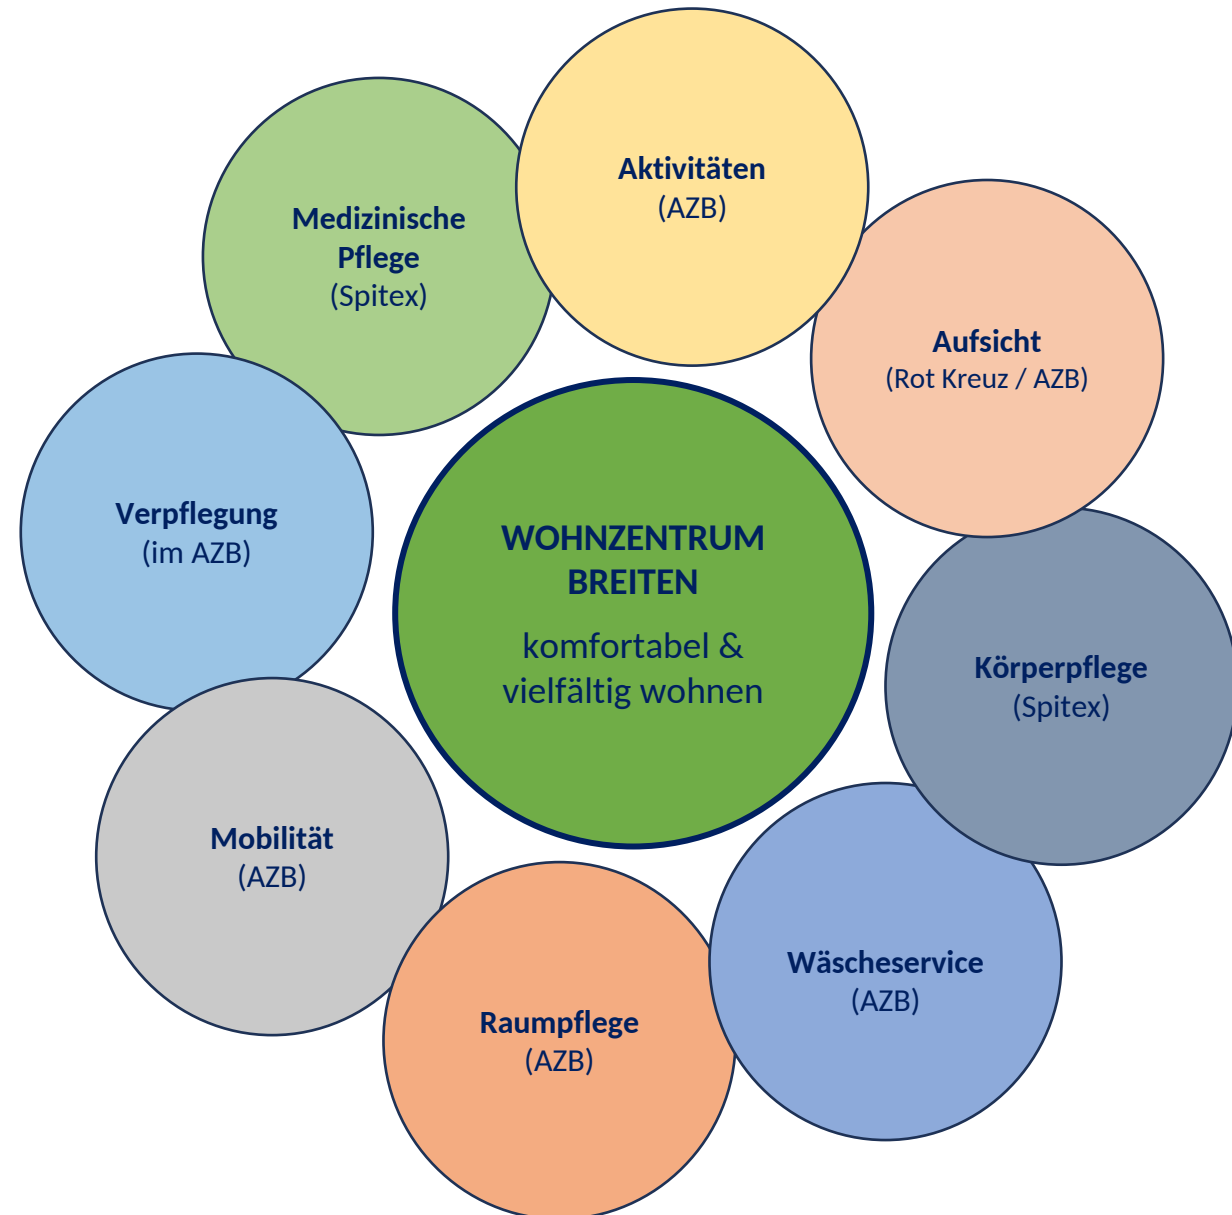 Aktivitäten
(AZB)
Medizinische
Pflege
(Spitex)
Aufsicht
(Rot Kreuz / AZB)
Verpflegung
(im AZB)
WOHNZENTRUM
BREITEN
komfortabel &
vielfältig wohnen
Körperpflege
(Spitex)
Mobilität
(AZB)
Wäscheservice
(AZB)
Raumpflege
(AZB)